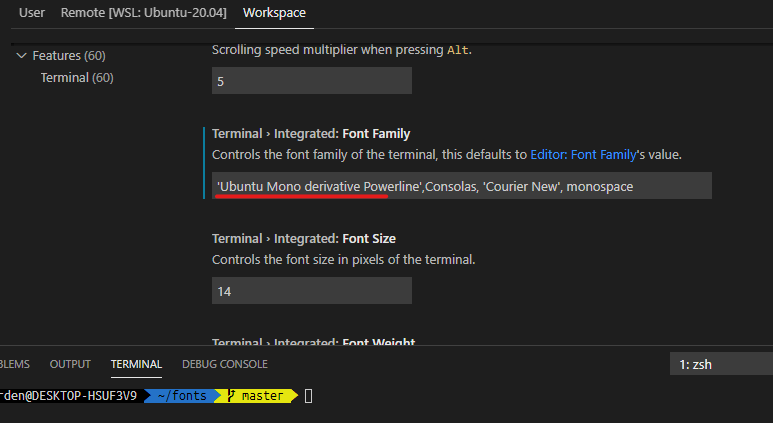 User Remote [WSL: Ubuntu-20.04] Workspace
Scrolling speed multiplier when pressing Alt.
Features (60)
Terminal (60)
5
Terminal › Integrated: Font Family
Controls the font family of the terminal, this defaults to Editor: Font Family's value.
'Ubuntu Mono derivative Powerline',Consolas, 'Courier New', monospace
Terminal › Integrated: Font Size
Controls the font size in pixels of the terminal.
14
Terminal › Integrated: Font Weight
BLEMS OUTPUT TERMINAL DEBUG CONSOLE 1: zsh
rden@DESKTOP-HSUF3V9 ~/fonts master